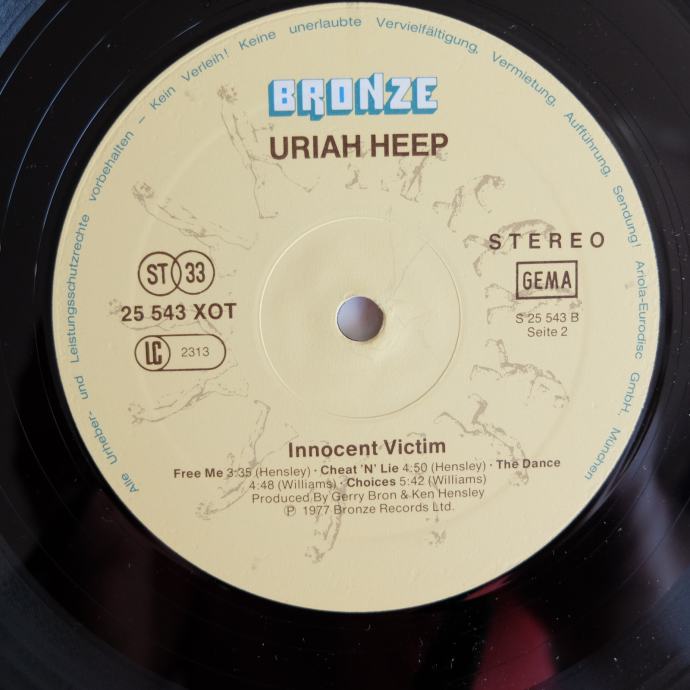 Alle Urheber- und Leistungsschutzrechte vorbehalten – Kein Verleih! Keine unerlaubte Vervielfältigung, Vermietung, Aufführung, Sendung! Ariola-Eurodisc GmbH, München
BRONZE
URIAH HEEP
STEREO
ST 33
GEMA
25 543 XOT
S 25 543 B
Seite 2
LC 2313
Innocent Victim
Free Me 3:35 (Hensley) · Cheat 'N' Lie 4:50 (Hensley) · The Dance
4:48 (Williams) · Choices 5:42 (Williams)
Produced By Gerry Bron & Ken Hensley
℗ 1977 Bronze Records Ltd.